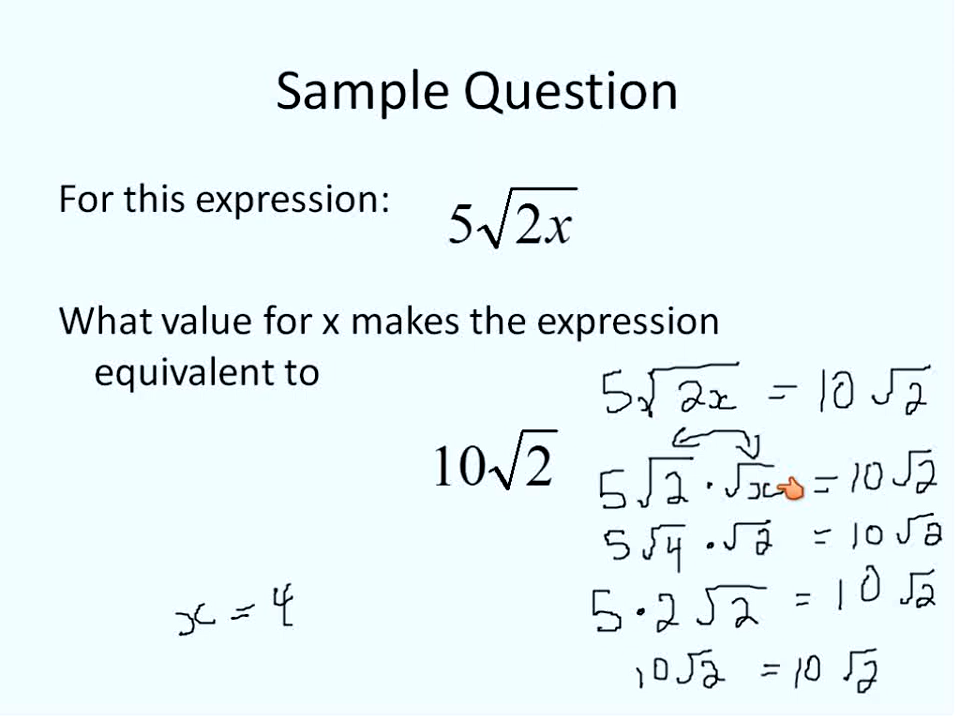 Sample Question
For this expression:
5√2x
What value for x makes the expression
equivalent to
10√2
5√2x = 10√2
5√2 · √x = 10√2
5√4 · √2 = 10√2
5 · 2√2 = 10√2
10√2 = 10√2
x = 4